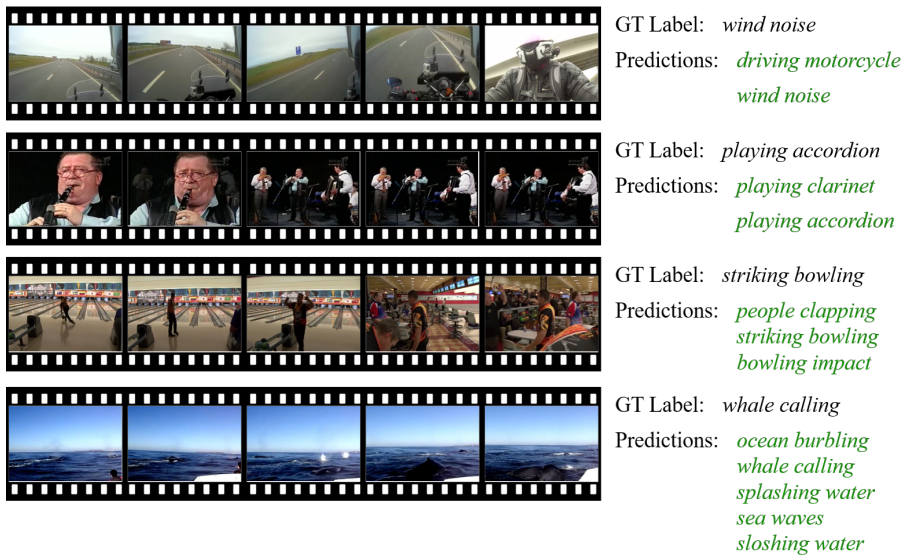 GT Label: wind noise
Predictions: driving motorcycle
wind noise
GT Label: playing accordion
Predictions: playing clarinet
playing accordion
GT Label: striking bowling
Predictions: people clapping
striking bowling
bowling impact
GT Label: whale calling
Predictions: ocean burbling
whale calling
splashing water
sea waves
sloshing water